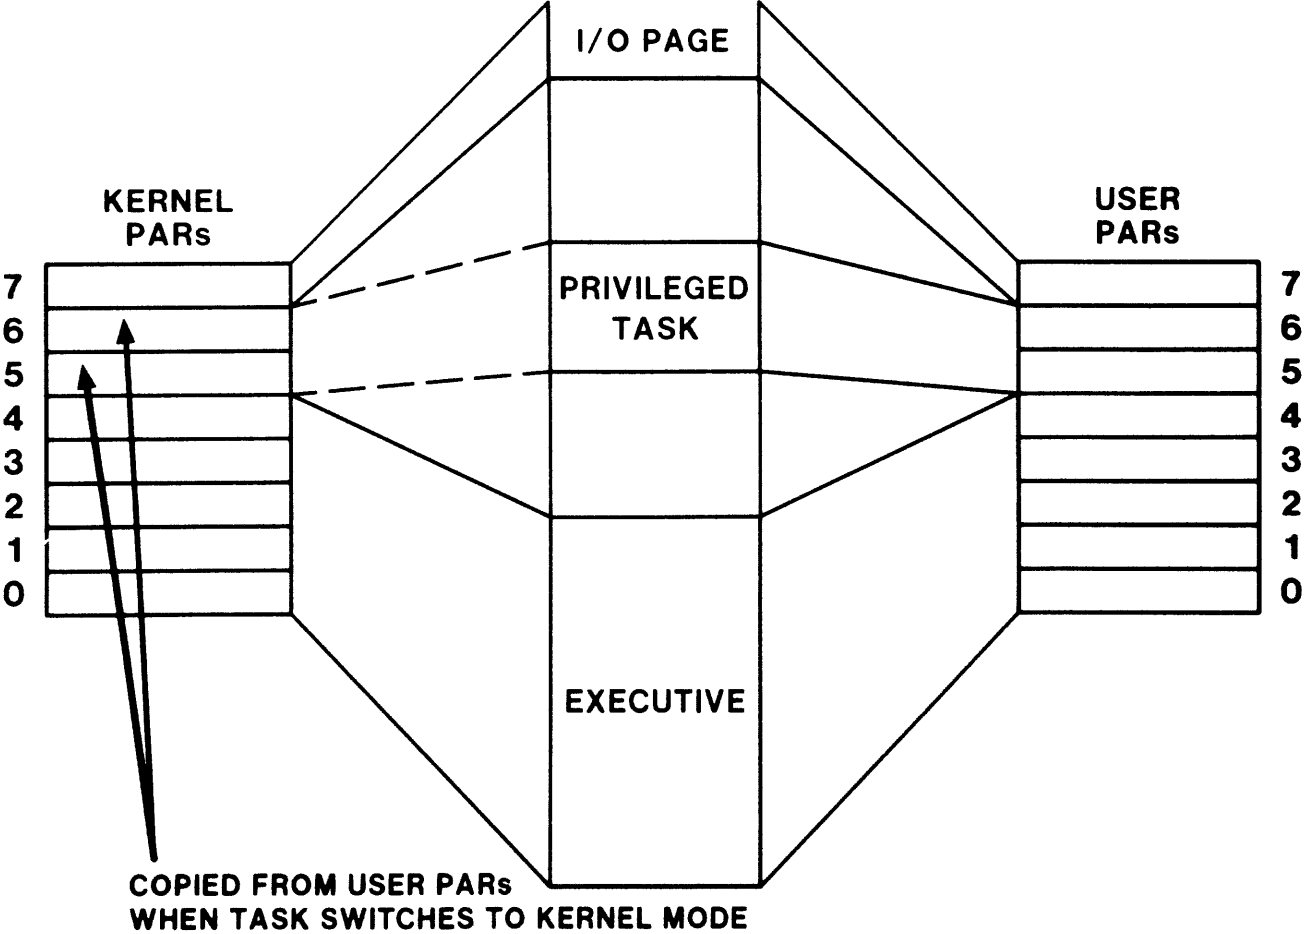 I/O PAGE
KERNEL
PARs
USER
PARs
7
6
5
4
3
2
1
0
PRIVILEGED
TASK
7
6
5
4
3
2
1
0
EXECUTIVE
COPIED FROM USER PARs
WHEN TASK SWITCHES TO KERNEL MODE